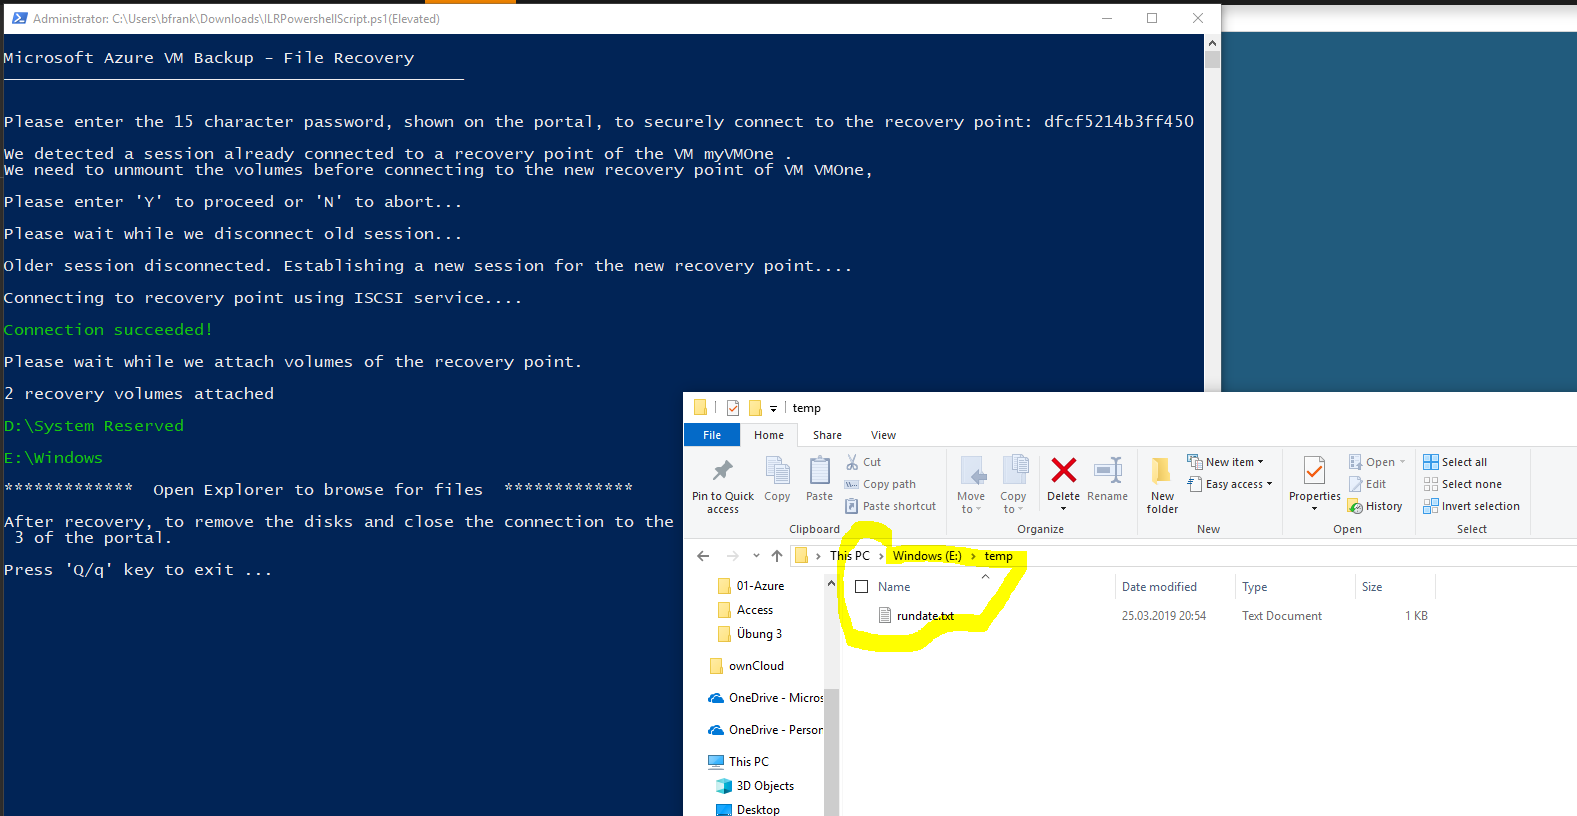 Administrator: C:\Users\bfrank\Downloads\ILRPowershellScript.ps1(Elevated)
Microsoft Azure VM Backup - File Recovery
Please enter the 15 character password, shown on the portal, to securely connect to the recovery point: dfcf5214b3ff450
We detected a session already connected to a recovery point of the VM myVMOne .
We need to unmount the volumes before connecting to the new recovery point of VM VMOne,
Please enter 'Y' to proceed or 'N' to abort...
Please wait while we disconnect old session...
Older session disconnected. Establishing a new session for the new recovery point....
Connecting to recovery point using ISCSI service....
Connection succeeded!
Please wait while we attach volumes of the recovery point.
2 recovery volumes attached
D:\System Reserved
E:\Windows
************* Open Explorer to browse for files *************
After recovery, to remove the disks and close the connection to the
3 of the portal.
Press 'Q/q' key to exit ...
temp
File Home Share View
Pin to Quick access
Copy
Paste
Cut
Copy path
Paste shortcut
Clipboard
Move to
Copy to
Delete
Rename
Organize
New folder
New item
Easy access
New
Properties
Open
Edit
History
Open
Select all
Select none
Invert selection
Select
This PC > Windows (E:) > temp
01-Azure
Access
Übung 3
ownCloud
OneDrive - Micros
OneDrive - Person
This PC
3D Objects
Desktop
Name Date modified Type Size
rundate.txt 25.03.2019 20:54 Text Document 1 KB